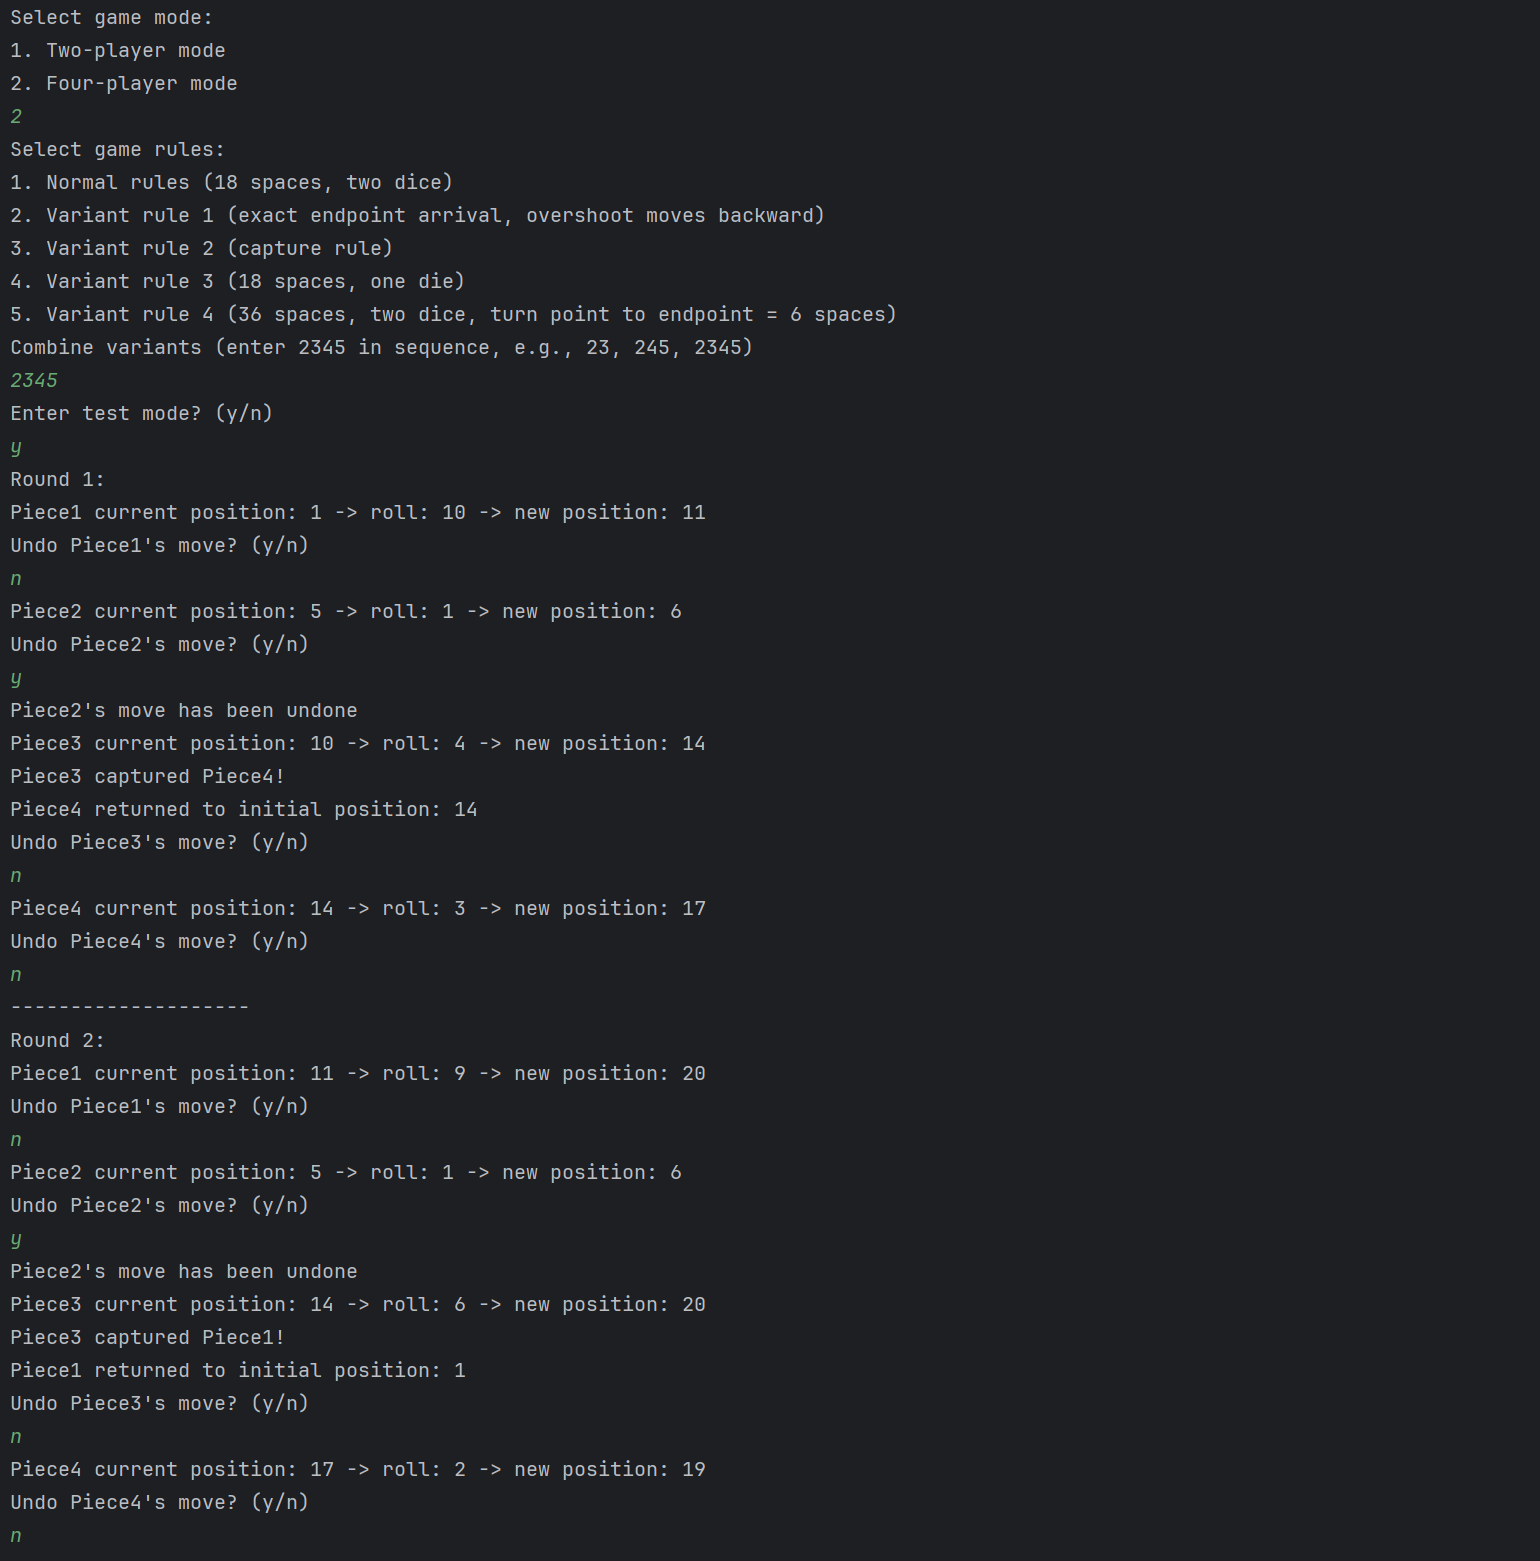 Select game mode:
1. Two-player mode
2. Four-player mode
2
Select game rules:
1. Normal rules (18 spaces, two dice)
2. Variant rule 1 (exact endpoint arrival, overshoot moves backward)
3. Variant rule 2 (capture rule)
4. Variant rule 3 (18 spaces, one die)
5. Variant rule 4 (36 spaces, two dice, turn point to endpoint = 6 spaces)
Combine variants (enter 2345 in sequence, e.g., 23, 245, 2345)
2345
Enter test mode? (y/n)
y
Round 1:
Piece1 current position: 1 -> roll: 10 -> new position: 11
Undo Piece1's move? (y/n)
n
Piece2 current position: 5 -> roll: 1 -> new position: 6
Undo Piece2's move? (y/n)
y
Piece2's move has been undone
Piece3 current position: 10 -> roll: 4 -> new position: 14
Piece3 captured Piece4!
Piece4 returned to initial position: 14
Undo Piece3's move? (y/n)
n
Piece4 current position: 14 -> roll: 3 -> new position: 17
Undo Piece4's move? (y/n)
n
--------------------
Round 2:
Piece1 current position: 11 -> roll: 9 -> new position: 20
Undo Piece1's move? (y/n)
n
Piece2 current position: 5 -> roll: 1 -> new position: 6
Undo Piece2's move? (y/n)
y
Piece2's move has been undone
Piece3 current position: 14 -> roll: 6 -> new position: 20
Piece3 captured Piece1!
Piece1 returned to initial position: 1
Undo Piece3's move? (y/n)
n
Piece4 current position: 17 -> roll: 2 -> new position: 19
Undo Piece4's move? (y/n)
n